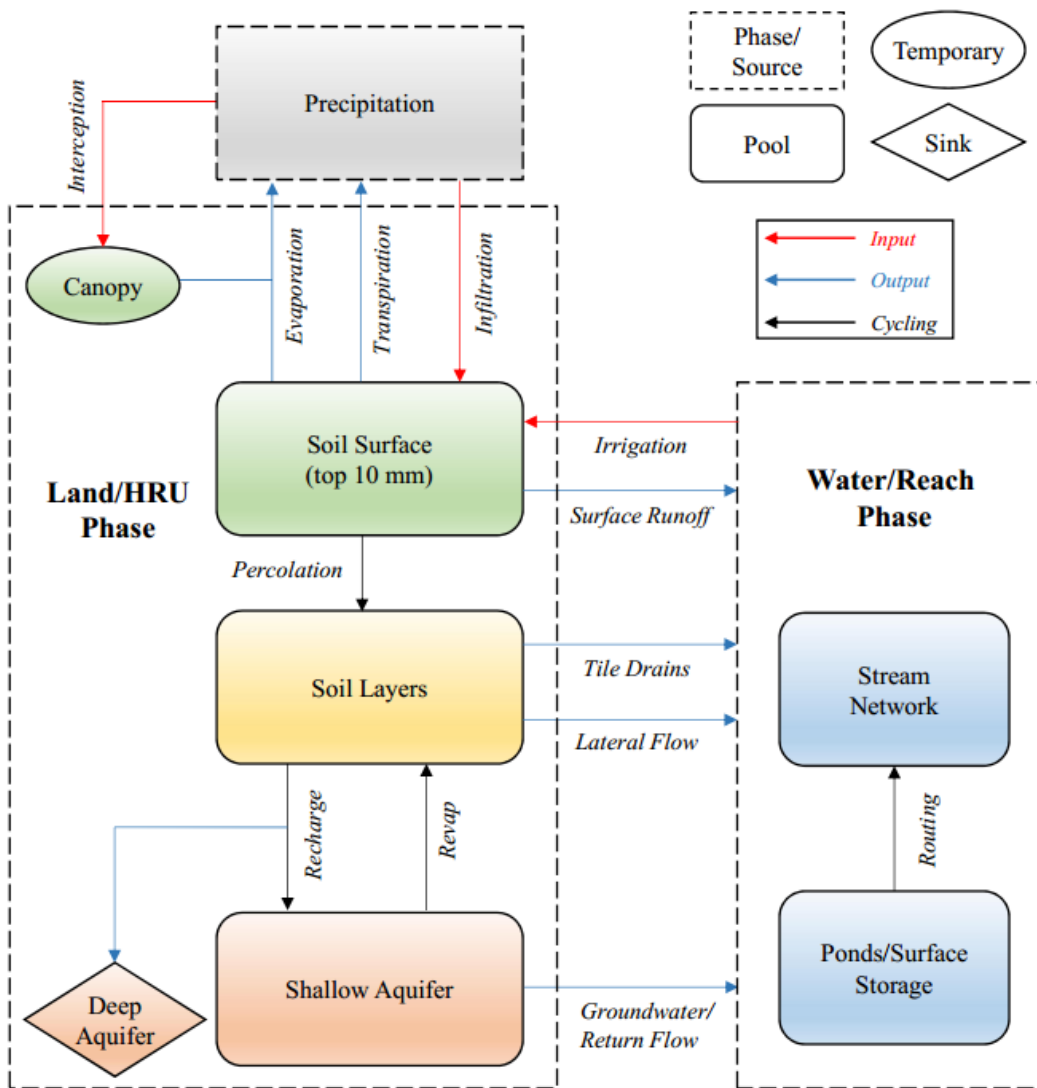 Phase/
Source
Temporary
Precipitation
Pool
Sink
Interception
Input
Output
Cycling
Canopy
Evaporation
Transpiration
Infiltration
Soil Surface
(top 10 mm)
Irrigation
Surface Runoff
Land/HRU
Phase
Water/Reach
Phase
Percolation
Soil Layers
Tile Drains
Lateral Flow
Stream
Network
Recharge
Revap
Routing
Deep
Aquifer
Shallow Aquifer
Groundwater/
Return Flow
Ponds/Surface
Storage